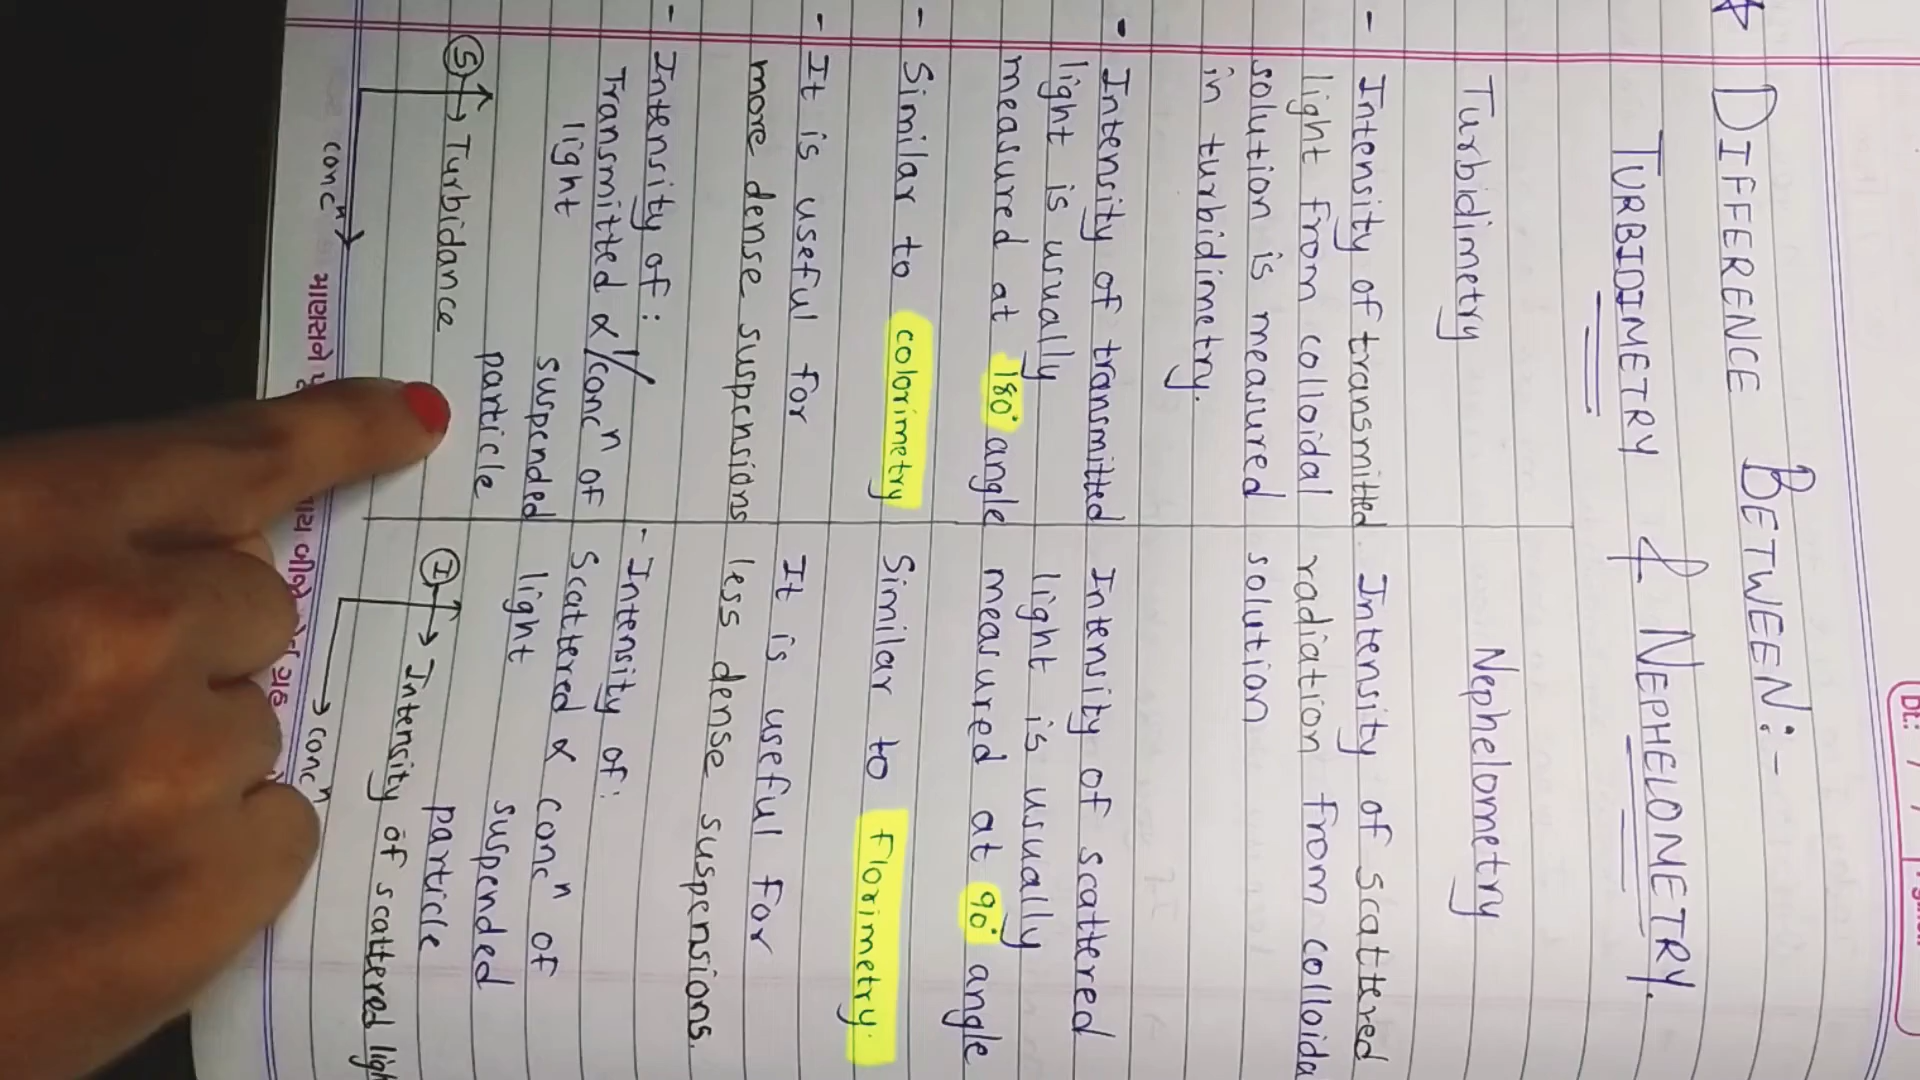 DIFFERENCE BETWEEN:-
TURBIDIMETRY & NEPHELOMETRY.
Turbidimetry
- Intensity of transmitted
light from colloidal
solution is measured
in turbidimetry.
- Intensity of transmitted
light is usually
measured at 180° angle
- Similar to colorimetry
- It is useful for
more dense suspensions
- Intensity of:
Transmitted ∝ 1/concⁿ of
light suspended
particle
S → Turbidance
concⁿ
Nephelometry
Intensity of scattered
radiation from colloida
solution
Intensity of scattered
light is usually
measured at 90° angle
Similar to florimetry.
It is useful for
less dense suspensions.
- Intensity of:
Scattered ∝ concⁿ of
light suspended
particle
I → Intensity of scattered ligh
→ concⁿ
Dt.: / /